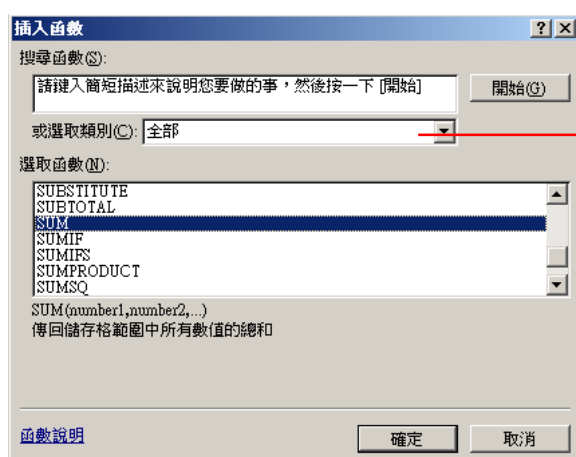 插入函數
搜尋函數(S):
請鍵入簡短描述來說明您要做的事，然後按一下 [開始]
開始(G)
或選取類別(C): 全部
選取函數(N):
SUBSTITUTE
SUBTOTAL
SUM
SUMIF
SUMIFS
SUMPRODUCT
SUMSQ
SUM(number1,number2,...)
傳回儲存格範圍中所有數值的總和
函數說明
確定
取消